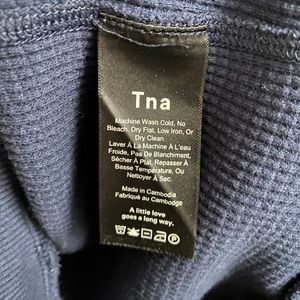 Tna
Machine Wash Cold, No
Bleach, Dry Flat, Low Iron, Or
Dry Clean.
Laver À La Machine À L'eau
Froide, Pas De Blanchiment,
Sécher À Plat, Repasser À
Basse Température, Ou
Nettoyer À Sec.
Made in Cambodia
Fabriqué au Cambodge
A little love
goes a long way.